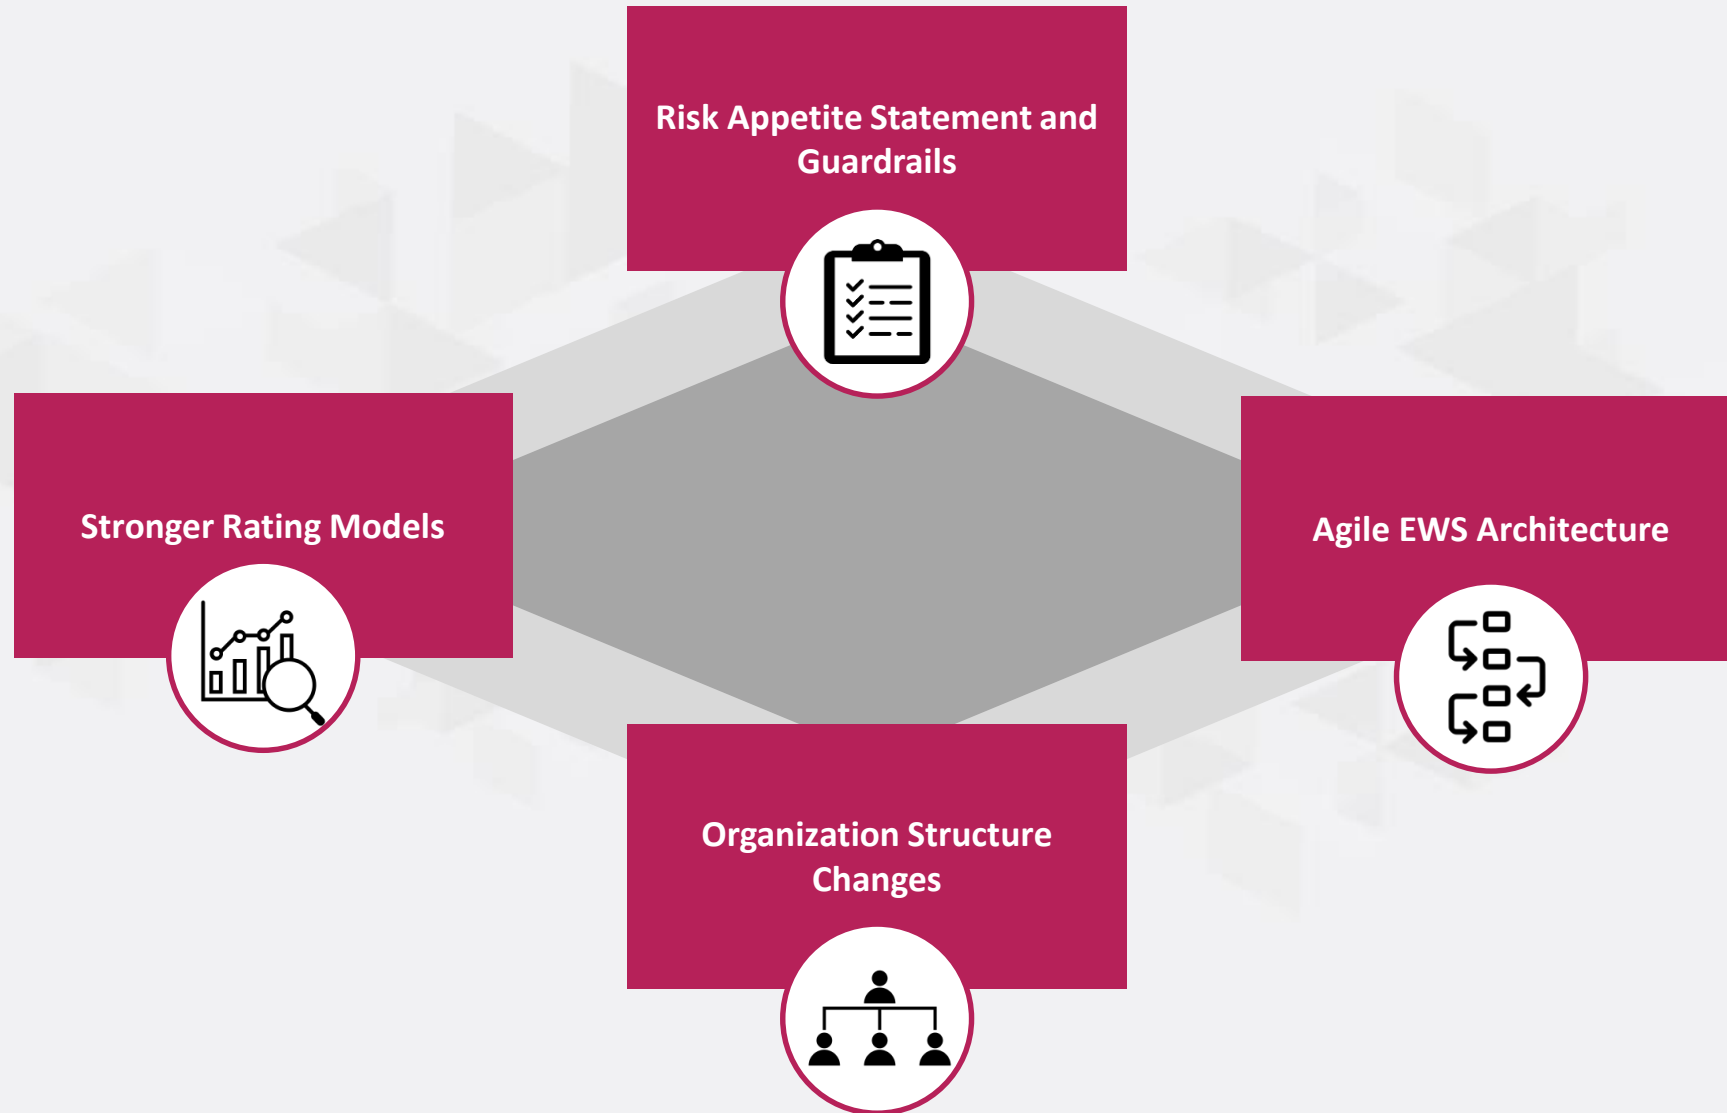 Risk Appetite Statement and
Guardrails
Stronger Rating Models
Agile EWS Architecture
Organization Structure
Changes